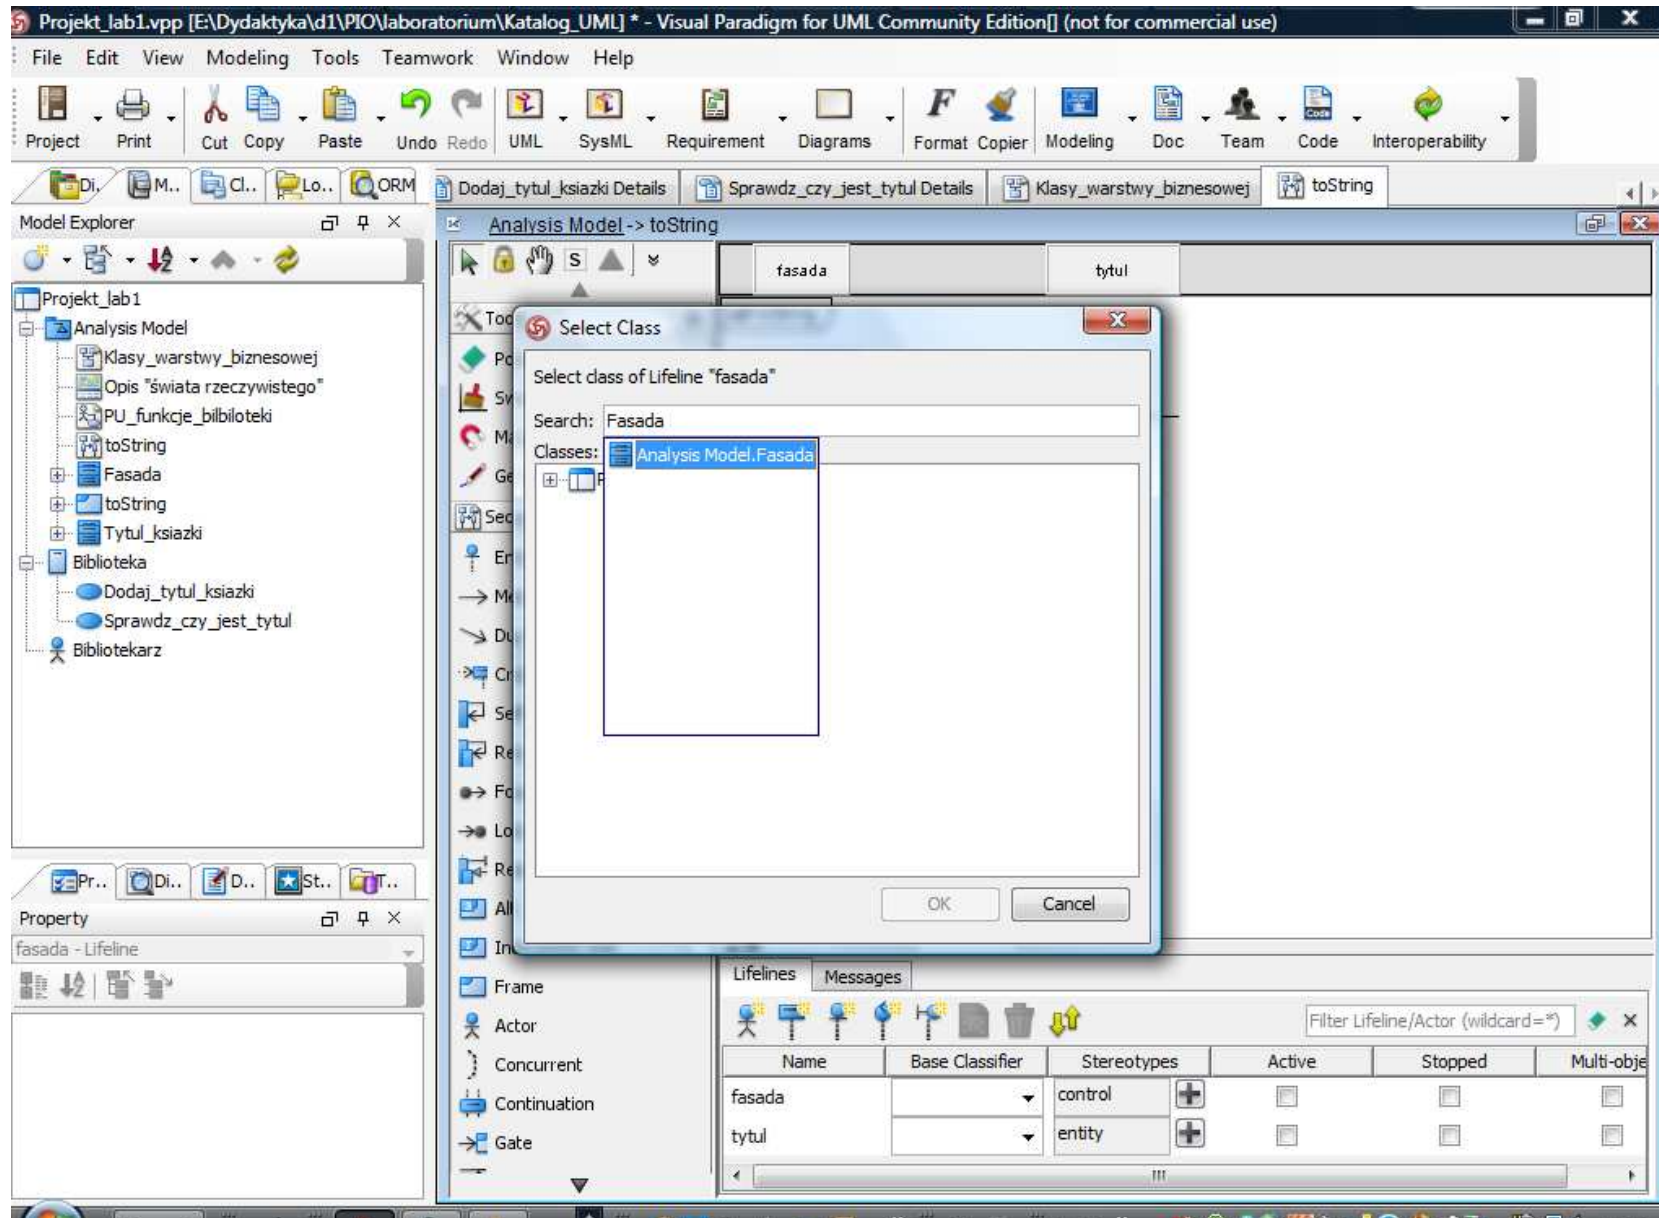 Projekt_lab1.vpp [E:\Dydaktyka\d1\PIO\laboratorium\Katalog_UML] * - Visual Paradigm for UML Community Edition[] (not for commercial use)
File Edit View Modeling Tools Teamwork Window Help
Project Print Cut Copy Paste Undo Redo UML SysML Requirement Diagrams Format Copier Modeling Doc Team Code Interoperability
Di. M.. Cl.. Lo.. ORM Dodaj_tytul_ksiazki Details Sprawdz_czy_jest_tytul Details Klasy_warstwy_biznesowej toString
Model Explorer
Analysis Model -> toString
S
fasada tytul
Projekt_lab1
Analysis Model
Klasy_warstwy_biznesowej
Opis "świata rzeczywistego"
PU_funkcje_bilbiloteki
toString
Fasada
toString
Tytul_ksiazki
Biblioteka
Dodaj_tytul_ksiazki
Sprawdz_czy_jest_tytul
Bibliotekarz
Select Class
Select class of Lifeline "fasada"
Search: Fasada
Classes: Analysis Model.Fasada
OK Cancel
Frame
Actor
Concurrent
Continuation
Gate
Pr.. Di.. D.. St.. T..
Property
fasada - Lifeline
Lifelines Messages
Filter Lifeline/Actor (wildcard=*)
Name Base Classifier Stereotypes Active Stopped Multi-obje
fasada control
tytul entity